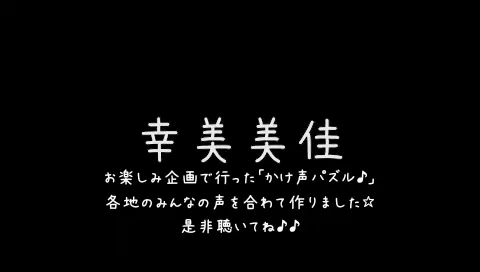 幸美美佳
お楽しみ企画で行った「かけ声パズル♪」
各地のみんなの声を合わて作りました☆
是非聴いてね♪♪